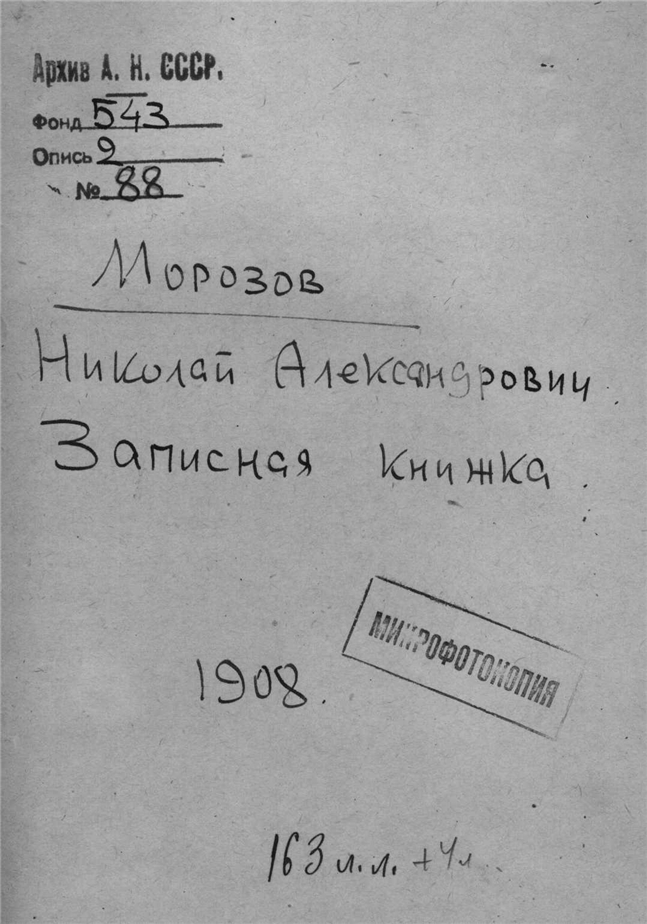 Архив А. Н. СССР.
Фонд 543
Опись 2
№ 88
Морозов
Николай Александрович.
Записная книжка.
МИКРОФОТОКОПИЯ
1908.
163 л.л. +4л.